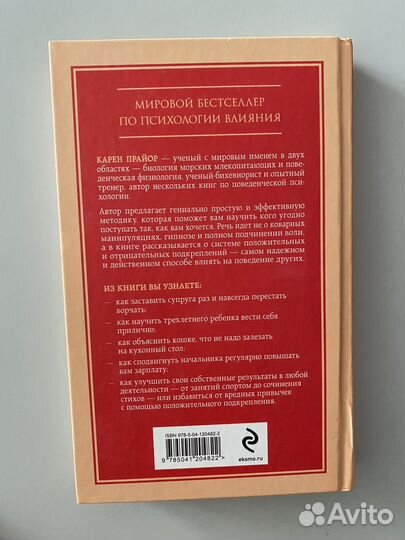 МИРОВОЙ БЕСТСЕЛЛЕР
ПО ПСИХОЛОГИИ ВЛИЯНИЯ
КАРЕН ПРАЙОР — ученый с мировым именем в двух
областях — биология морских млекопитающих и пове-
денческая физиология, ученый-бихевиорист и опытный
тренер, автор нескольких книг по поведенческой пси-
хологии.
Автор предлагает гениально простую и эффективную
методику, которая поможет вам научить кого угодно
поступать так, как вам хочется. Речь идет не о коварных
манипуляциях, гипнозе и полном подчинении воли,
а в книге рассказывается о системе положительных
и отрицательных подкреплений — самом надежном
и действенном способе влиять на поведение других.
ИЗ КНИГИ ВЫ УЗНАЕТЕ:
— как заставить супруга раз и навсегда перестать
ворчать:
— как научить трехлетнего ребенка вести себя
прилично;
— как объяснить кошке, что не надо залезать
на кухонный стол:
— как сподвигнуть начальника регулярно повышать
вам зарплату;
— как улучшить свои собственные результаты в любой
деятельности — от занятий спортом до сочинения
стихов — или избавиться от вредных привычек
с помощью положительного подкрепления.
ISBN 978-5-04-120482-2
9 785041 204822 >
eksmo.ru
Avito